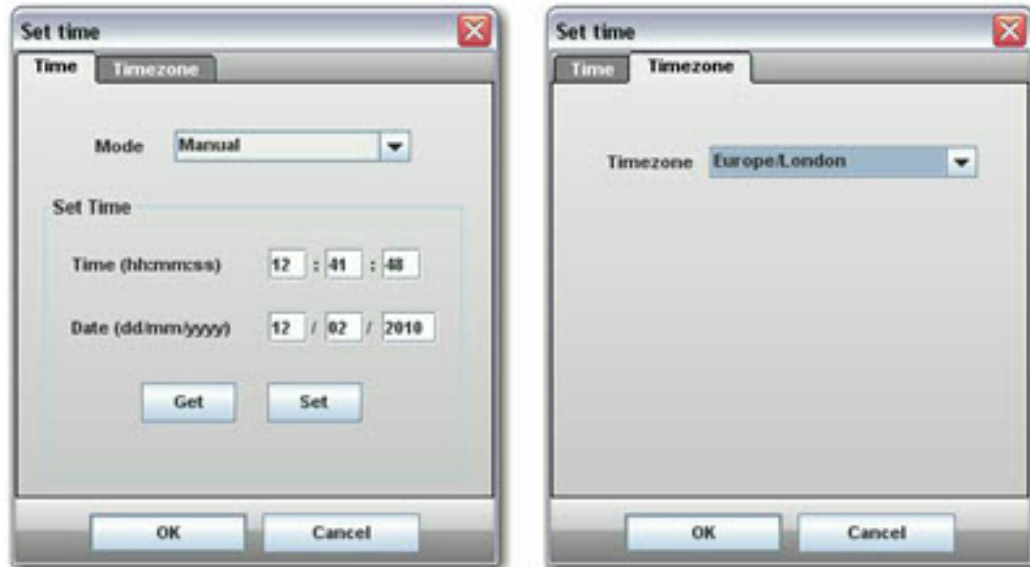 Set time
Time Timezone
Mode Manual
Set Time
Time (hh:mm:ss) 12 : 41 : 48
Date (dd/mm/yyyy) 12 / 02 / 2010
Get Set
OK Cancel
Set time
Time Timezone
Timezone Europe/London
OK Cancel